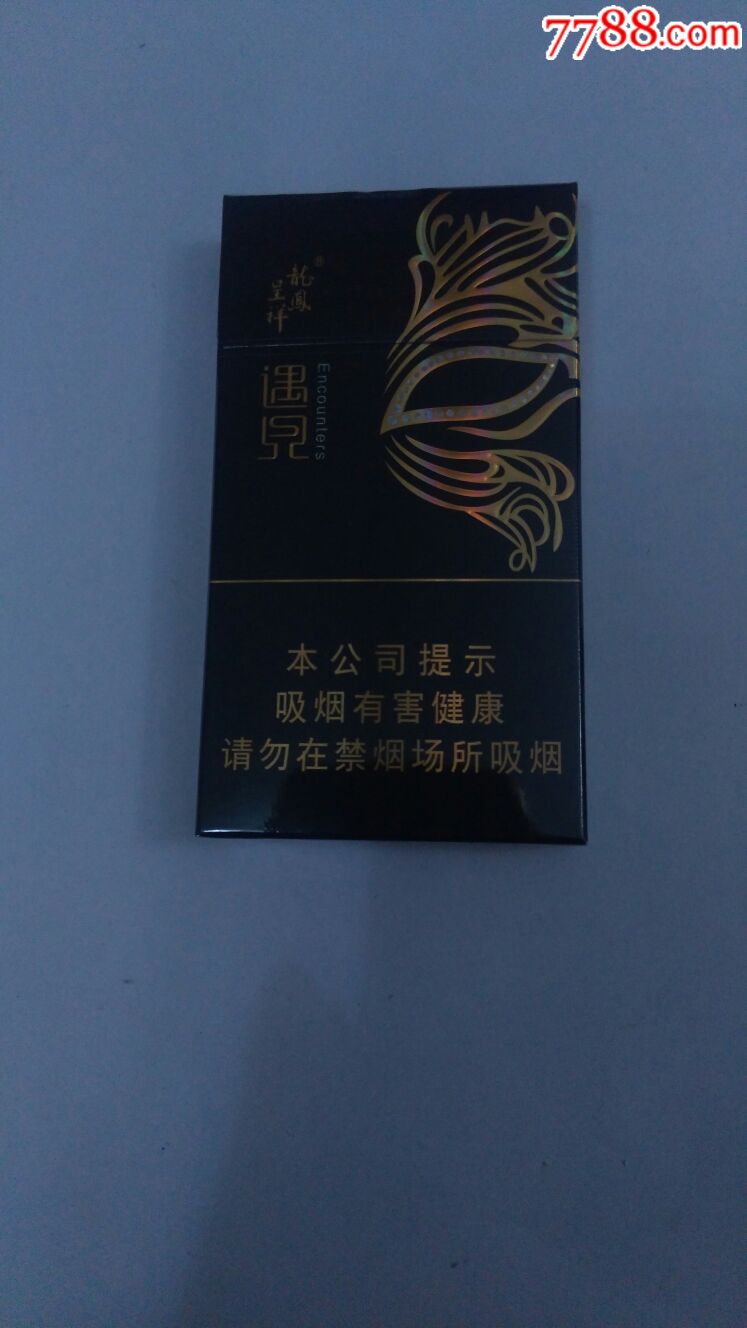 7788.com
龍鳳
呈祥
®
遇见
Encounters
本公司提示
吸烟有害健康
请勿在禁烟场所吸烟